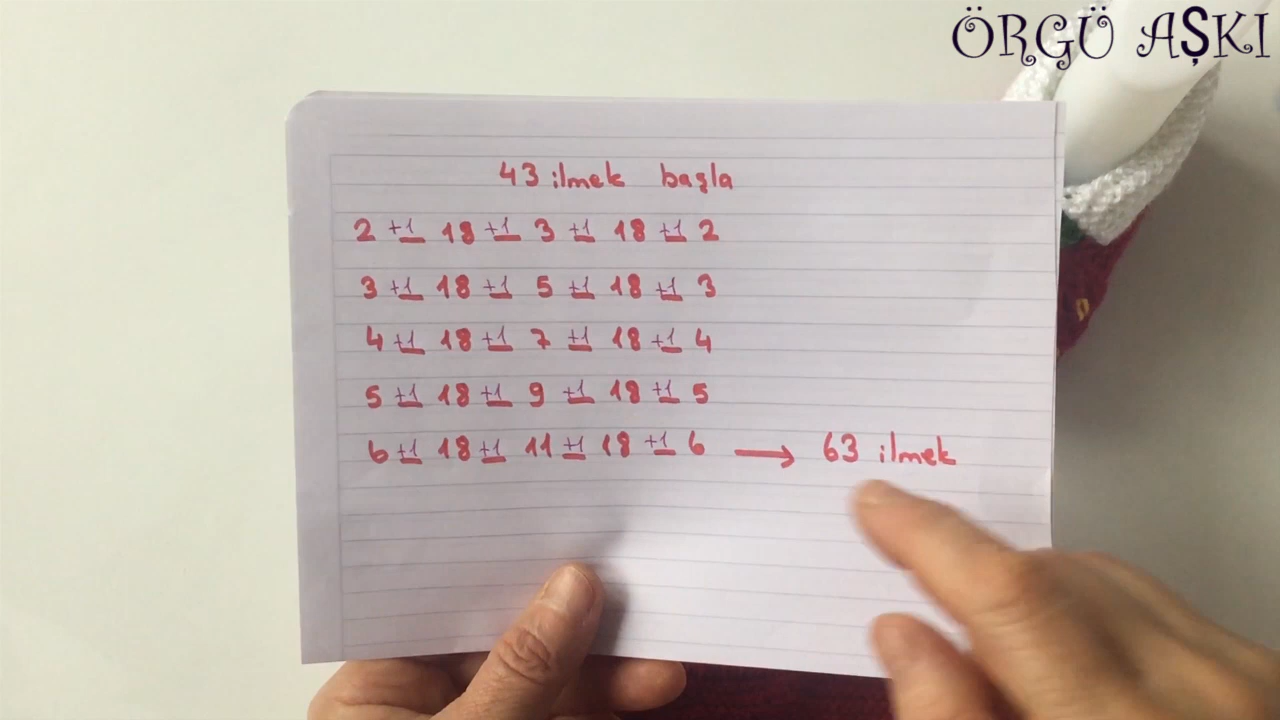 ÖRGÜ AŞKI
43 ilmek başla
2 +1 18 +1 3 +1 18 +1 2
3 +1 18 +1 5 +1 18 +1 3
4 +1 18 +1 7 +1 18 +1 4
5 +1 18 +1 9 +1 18 +1 5
6 +1 18 +1 11 +1 18 +1 6 → 63 ilmek